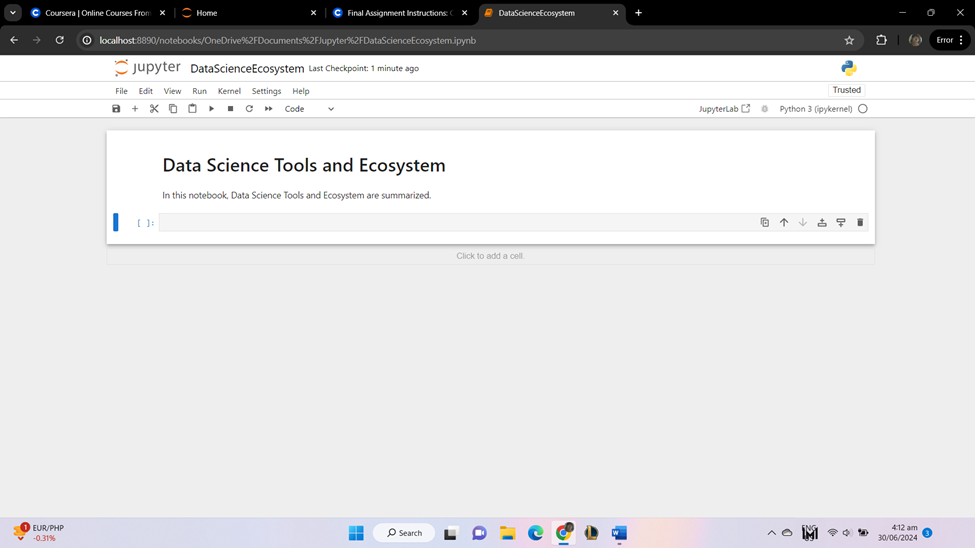 Coursera | Online Courses From
Home
Final Assignment Instructions: C
DataScienceEcosystem
localhost:8890/notebooks/OneDrive%2FDocuments%2FJupyter%2FDataScienceEcosystem.ipynb
Error
jupyter DataScienceEcosystem Last Checkpoint: 1 minute ago
File Edit View Run Kernel Settings Help
Trusted
Code
JupyterLab
Python 3 (ipykernel)
Data Science Tools and Ecosystem
In this notebook, Data Science Tools and Ecosystem are summarized.
[ ]:
Click to add a cell.
1
EUR/PHP
-0.31%
Search
ENG
4:12 am
30/06/2024
3